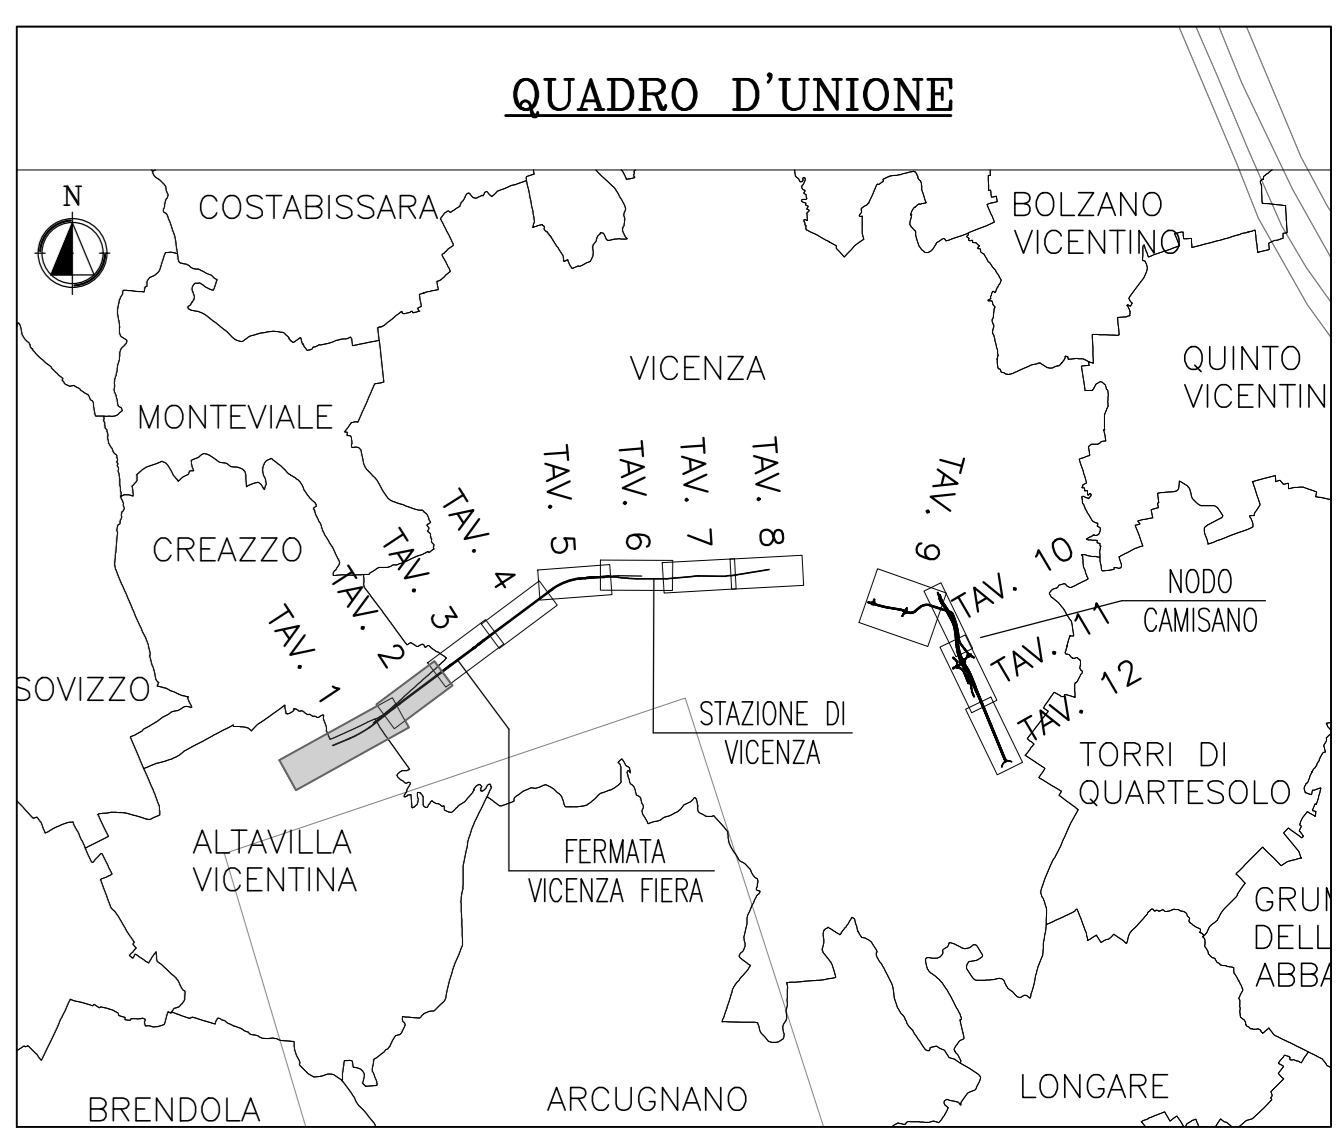 QUADRO D'UNIONE
N
COSTABISSARA
BOLZANO
VICENTINO
VICENZA
QUINTO
VICENTIN
MONTEVIALE
CREAZZO
TAV. 1
TAV. 2
TAV. 3
TAV. 4
TAV. 5
TAV. 6
TAV. 7
TAV. 8
TAV. 9
TAV. 10
TAV. 11
TAV. 12
NODO
CAMISANO
SOVIZZO
STAZIONE DI
VICENZA
TORRI DI
QUARTESOLO
ALTAVILLA
VICENTINA
FERMATA
VICENZA FIERA
GRUM
DELL
ABBA
BRENDOLA
ARCUGNANO
LONGARE